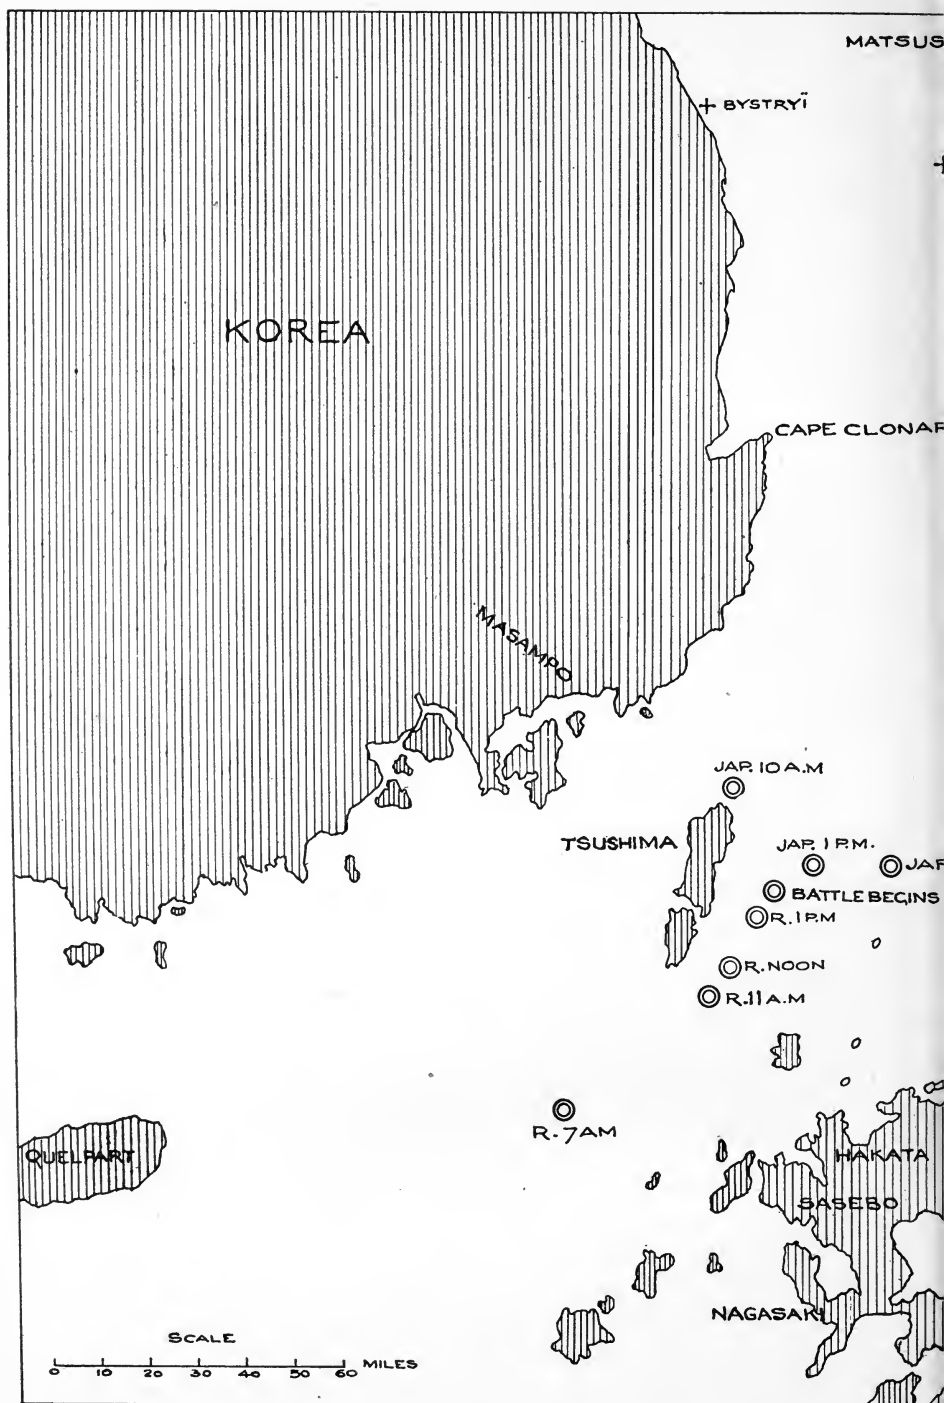 MATSUS
BYSTRYÏ
KOREA
CAPE CLONAR
MASAMPO
JAP. 10 A.M
TSUSHIMA
JAP. 1 P.M.
JAP
BATTLE BEGINS
R. 1 P.M
R. NOON
R. 11 A.M
R. 7 AM
QUELPART
HAKATA
SASEBO
NAGASAKI
SCALE
0 10 20 30 40 50 60 MILES